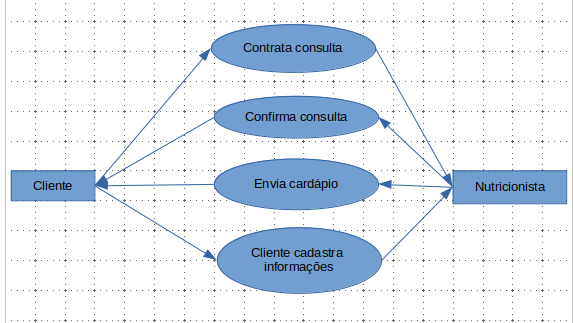 Contrata consulta
Confirma consulta
Cliente
Envia cardápio
Nutricionista
Cliente cadastra
informações